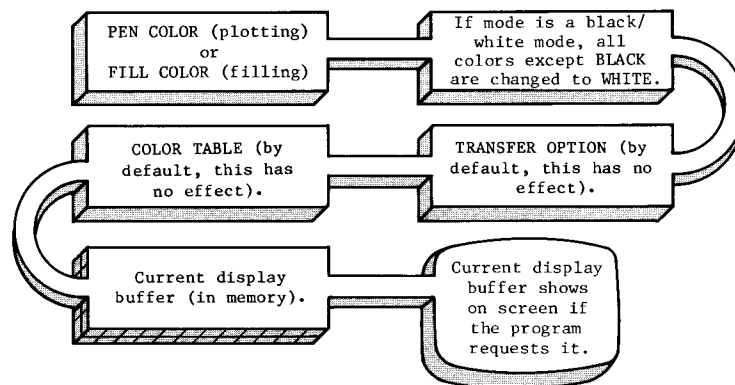 PEN COLOR (plotting)
or
FILL COLOR (filling)
If mode is a black/
white mode, all
colors except BLACK
are changed to WHITE.
COLOR TABLE (by
default, this has
no effect).
TRANSFER OPTION (by
default, this has no
effect).
Current display
buffer (in memory).
Current display
buffer shows
on screen if
the program
requests it.